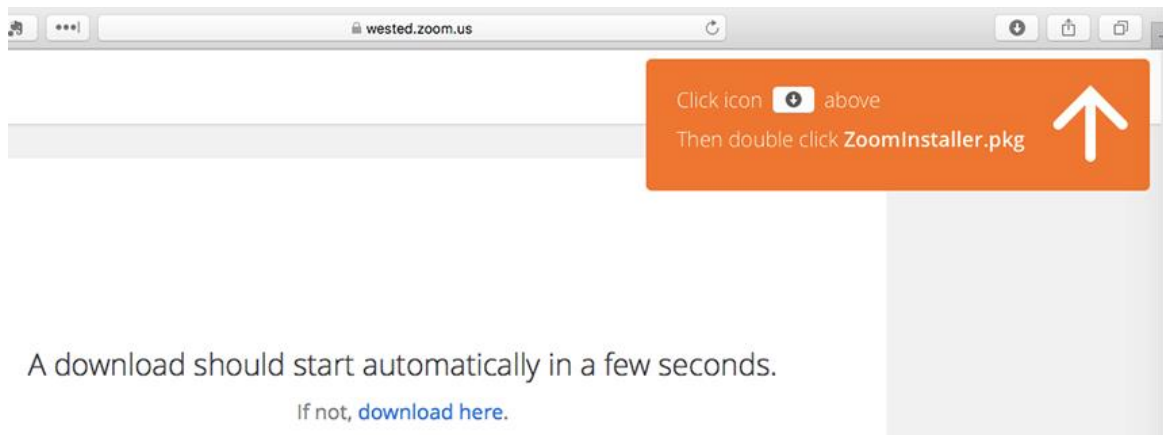 wested.zoom.us
Click icon above
Then double click ZoomInstaller.pkg
A download should start automatically in a few seconds.
If not, download here.